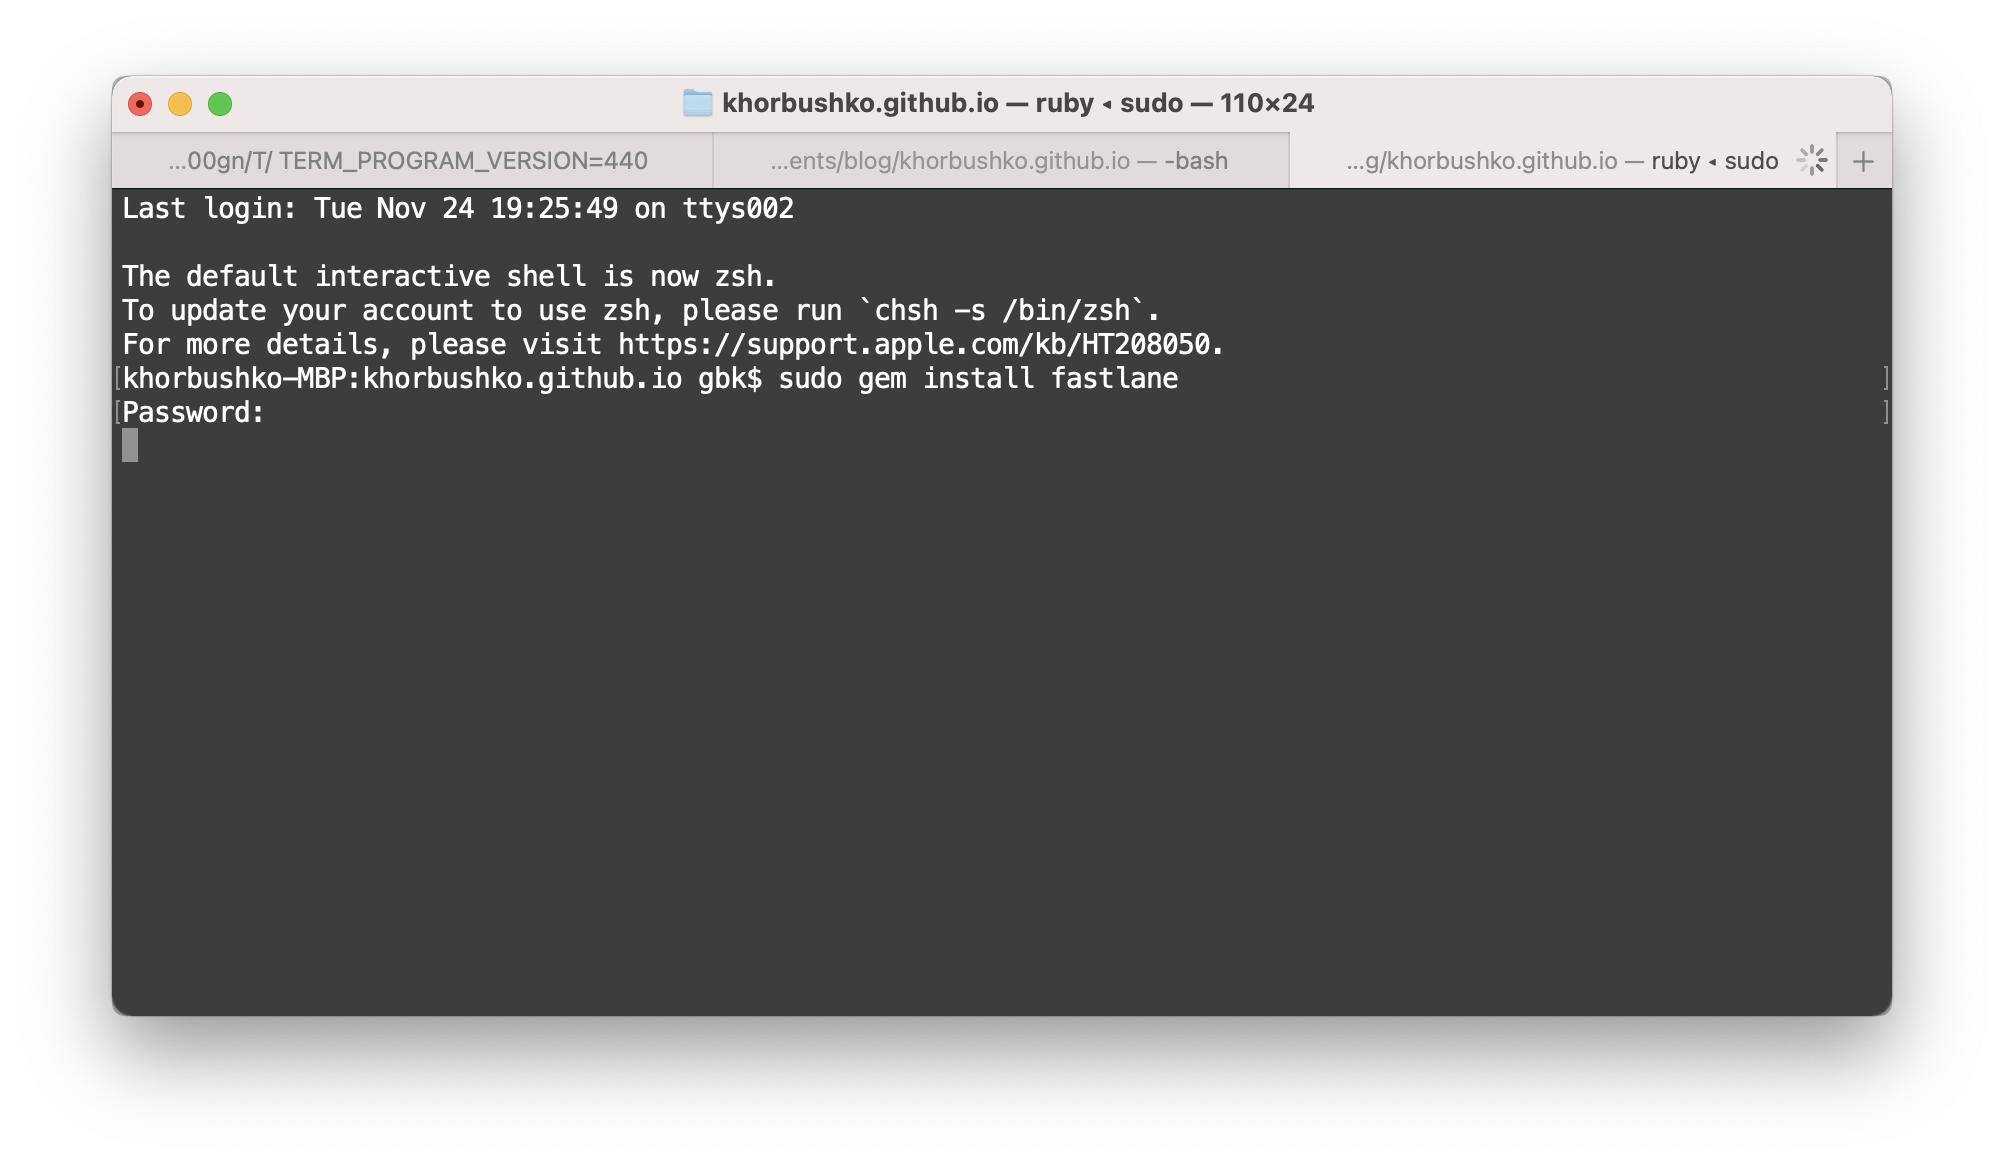 khorbushko.github.io — ruby ◂ sudo — 110×24
...00gn/T/ TERM_PROGRAM_VERSION=440
...ents/blog/khorbushko.github.io — -bash
...g/khorbushko.github.io — ruby ◂ sudo
+
Last login: Tue Nov 24 19:25:49 on ttys002
The default interactive shell is now zsh.
To update your account to use zsh, please run `chsh -s /bin/zsh`.
For more details, please visit https://support.apple.com/kb/HT208050.
[khorbushko-MBP:khorbushko.github.io gbk$ sudo gem install fastlane ]
[Password: ]